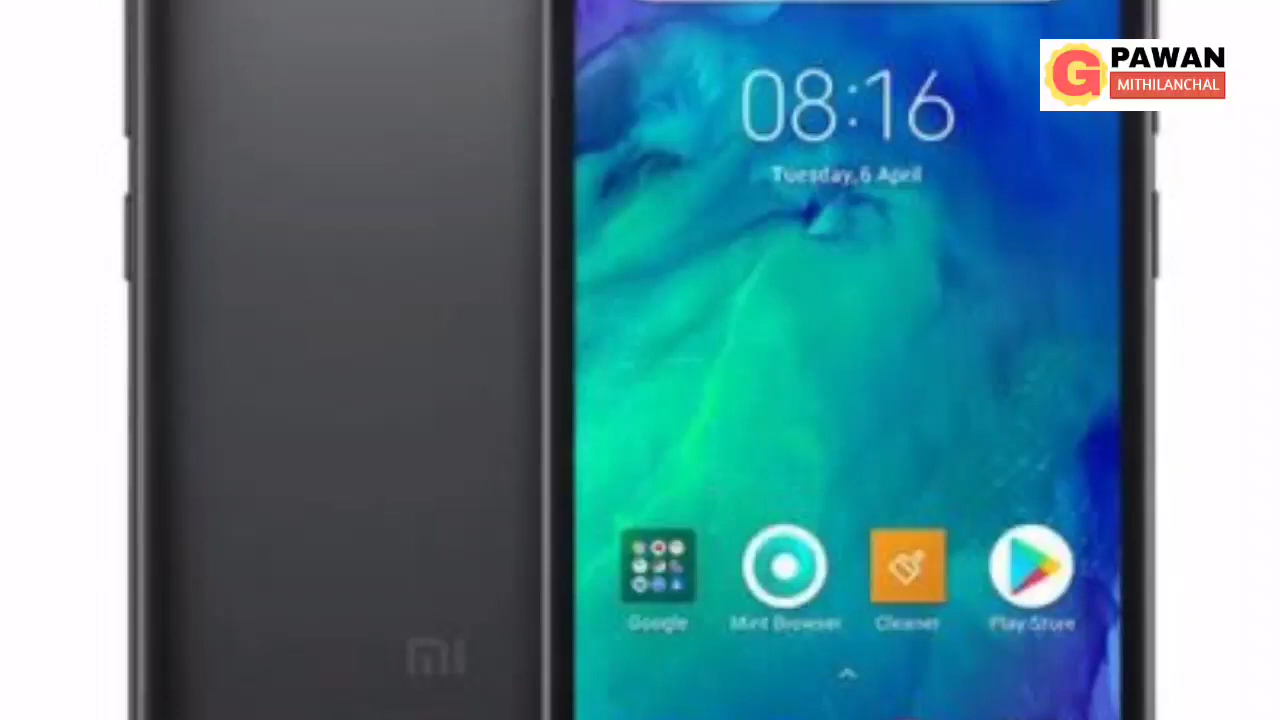 G PAWAN
MITHILANCHAL
08:16
Tuesday, 6 April
Google
Mint Browser
Cleaner
Play Store
mi